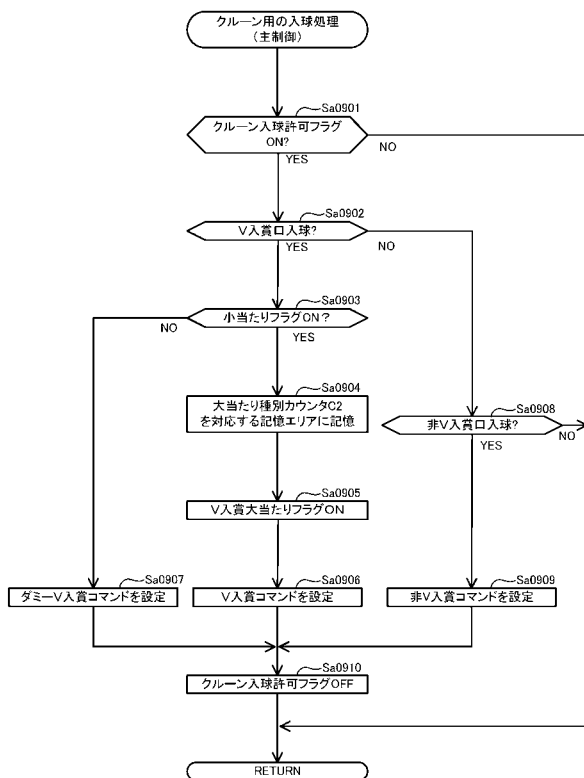 クルーン用の入球処理
(主制御)
Sa0901
クルーン入球許可フラグ
ON?
NO
YES
Sa0902
V入賞口入球?
YES
NO
Sa0903
小当たりフラグON?
NO
YES
Sa0904
大当たり種別カウンタC2
を対応する記憶エリアに記憶
Sa0908
非V入賞口入球?
YES
NO
Sa0905
V入賞大当たりフラグON
Sa0907
ダミーV入賞コマンドを設定
Sa0906
V入賞コマンドを設定
Sa0909
非V入賞コマンドを設定
Sa0910
クルーン入球許可フラグOFF
RETURN